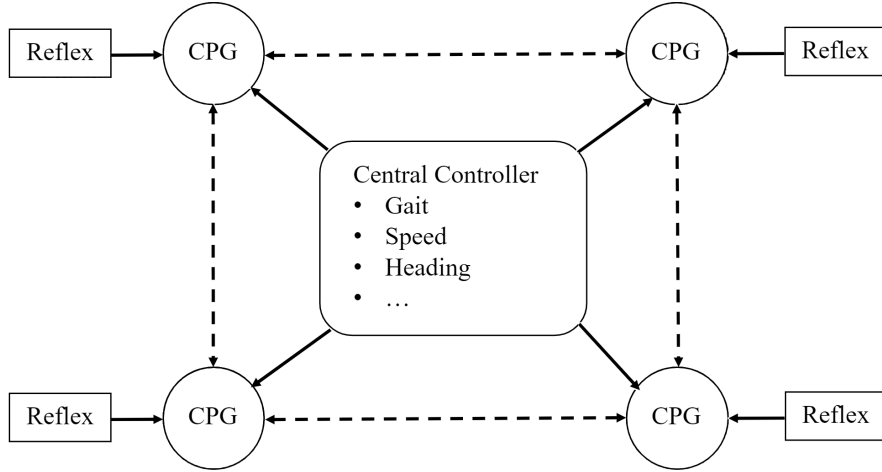 Reflex
CPG
CPG
Reflex
Central Controller
• Gait
• Speed
• Heading
• …
Reflex
CPG
CPG
Reflex